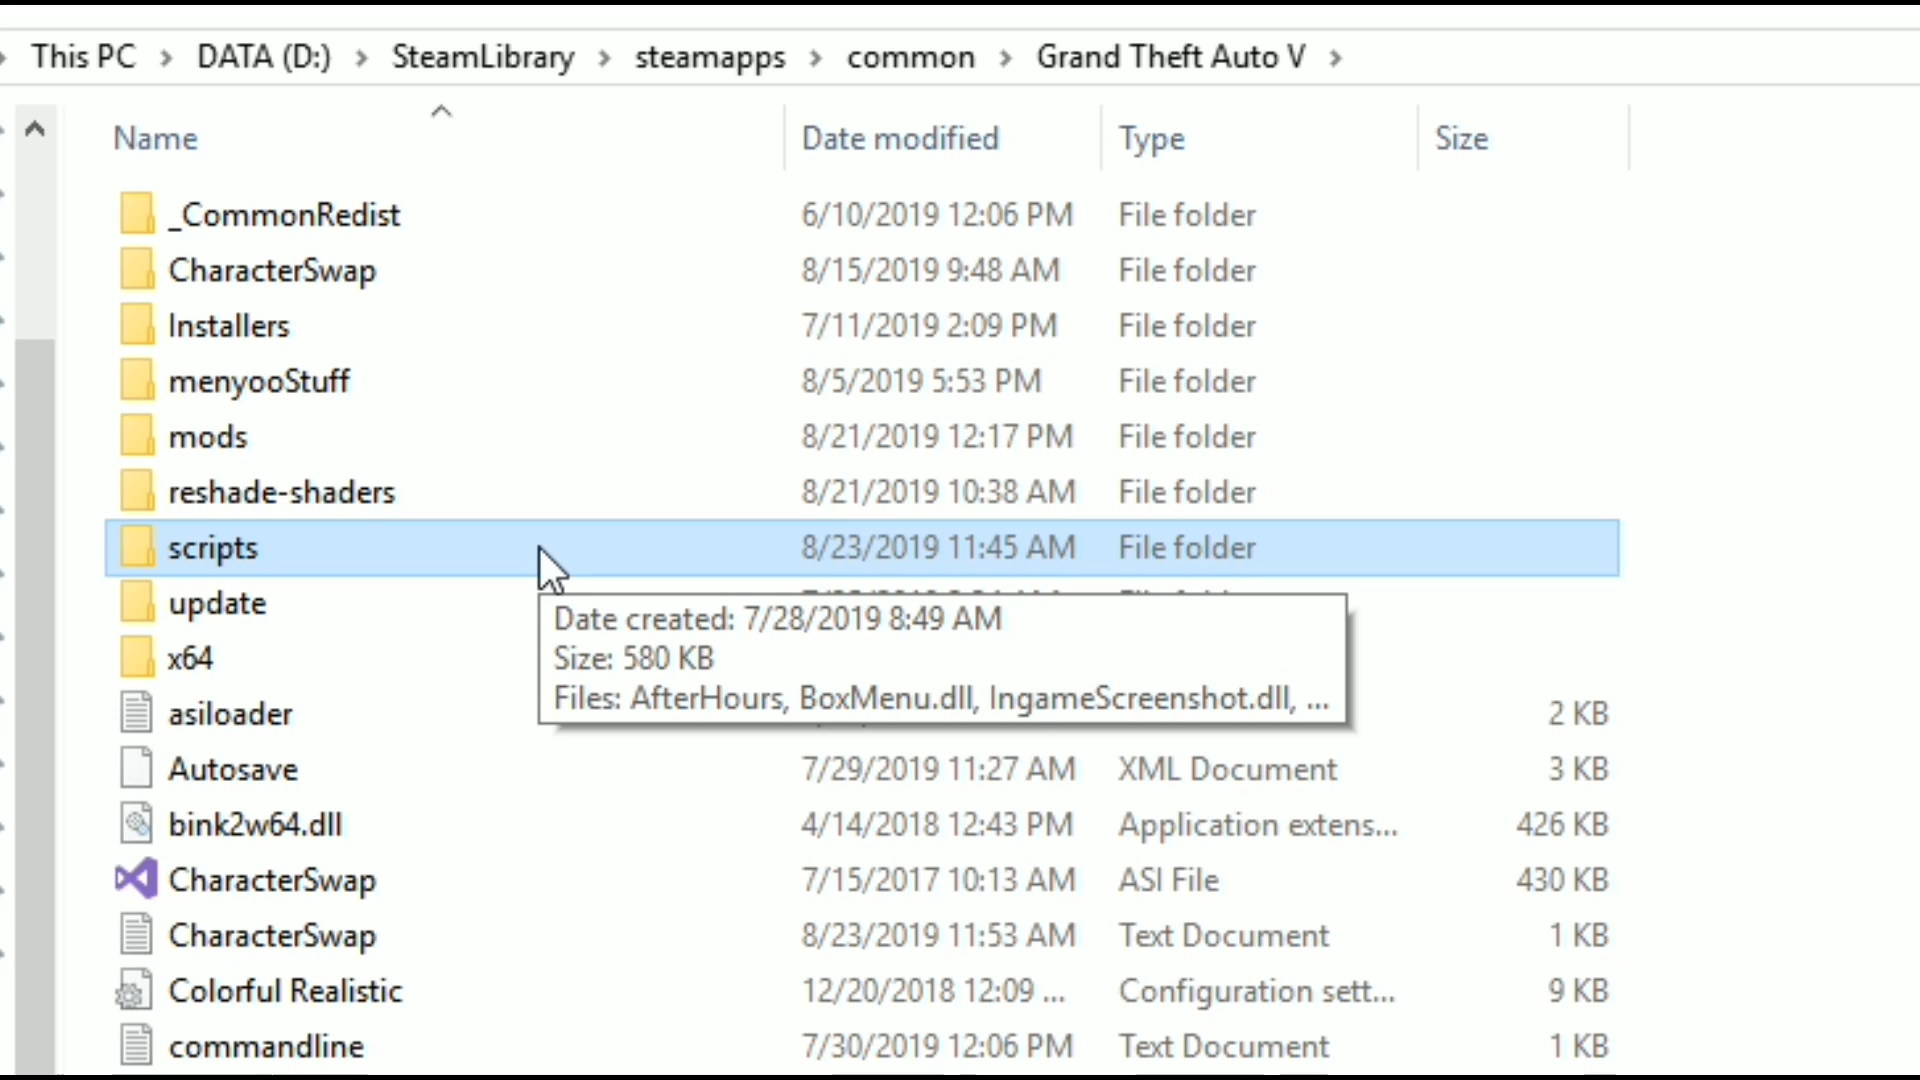 This PC > DATA (D:) > SteamLibrary > steamapps > common > Grand Theft Auto V >
Name Date modified Type Size
_CommonRedist 6/10/2019 12:06 PM File folder
CharacterSwap 8/15/2019 9:48 AM File folder
Installers 7/11/2019 2:09 PM File folder
menyooStuff 8/5/2019 5:53 PM File folder
mods 8/21/2019 12:17 PM File folder
reshade-shaders 8/21/2019 10:38 AM File folder
scripts 8/23/2019 11:45 AM File folder
update
Date created: 7/28/2019 8:49 AM
x64
Size: 580 KB
Files: AfterHours, BoxMenu.dll, IngameScreenshot.dll, ...
asiloader 2 KB
Autosave 7/29/2019 11:27 AM XML Document 3 KB
bink2w64.dll 4/14/2018 12:43 PM Application extens... 426 KB
CharacterSwap 7/15/2017 10:13 AM ASI File 430 KB
CharacterSwap 8/23/2019 11:53 AM Text Document 1 KB
Colorful Realistic 12/20/2018 12:09 ... Configuration sett... 9 KB
commandline 7/30/2019 12:06 PM Text Document 1 KB